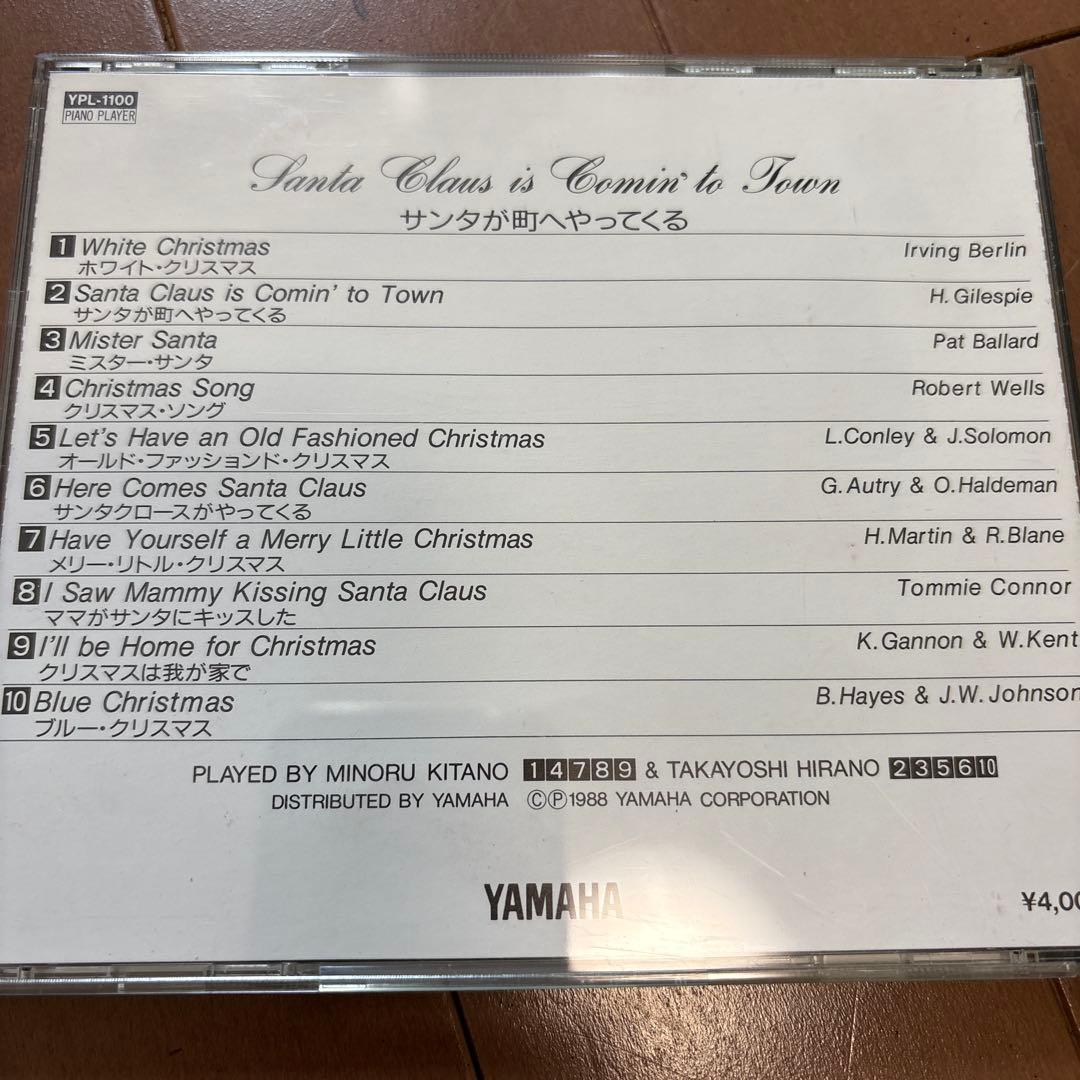 YPL-1100
PIANO PLAYER
Santa Claus is Comin' to Town
サンタが町へやってくる
1 White Christmas Irving Berlin
ホワイト・クリスマス
2 Santa Claus is Comin' to Town H. Gilespie
サンタが町へやってくる
3 Mister Santa Pat Ballard
ミスター・サンタ
4 Christmas Song Robert Wells
クリスマス・ソング
5 Let's Have an Old Fashioned Christmas L.Conley & J.Solomon
オールド・ファッションド・クリスマス
6 Here Comes Santa Claus G.Autry & O.Haldeman
サンタクロースがやってくる
7 Have Yourself a Merry Little Christmas H.Martin & R.Blane
メリー・リトル・クリスマス
8 I Saw Mammy Kissing Santa Claus Tommie Connor
ママがサンタにキッスした
9 I'll be Home for Christmas K.Gannon & W.Kent
クリスマスは我が家で
10 Blue Christmas B.Hayes & J.W.Johnson
ブルー・クリスマス
PLAYED BY MINORU KITANO 1 4 7 8 9 & TAKAYOSHI HIRANO 2 3 5 6 10
DISTRIBUTED BY YAMAHA ©℗1988 YAMAHA CORPORATION
YAMAHA
¥4,00